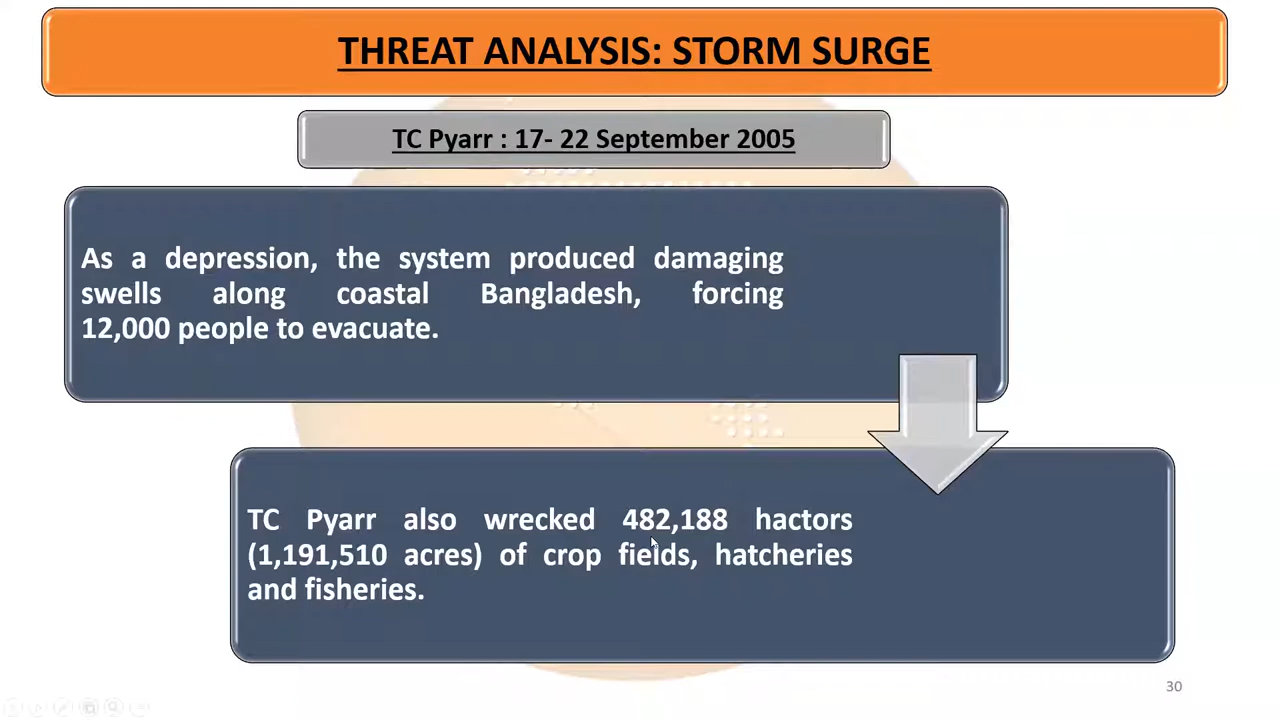 THREAT ANALYSIS: STORM SURGE
TC Pyarr : 17- 22 September 2005
As a depression, the system produced damaging
swells along coastal Bangladesh, forcing
12,000 people to evacuate.
TC Pyarr also wrecked 482,188 hactors
(1,191,510 acres) of crop fields, hatcheries
and fisheries.
30